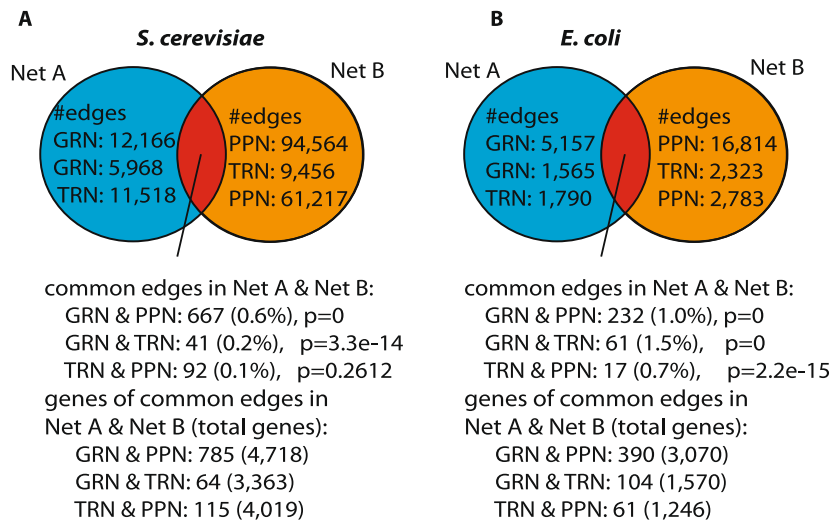 A
S. cerevisiae
Net A
Net B
#edges
GRN: 12,166
GRN: 5,968
TRN: 11,518
#edges
PPN: 94,564
TRN: 9,456
PPN: 61,217
common edges in Net A & Net B:
GRN & PPN: 667 (0.6%), p=0
GRN & TRN: 41 (0.2%), p=3.3e-14
TRN & PPN: 92 (0.1%), p=0.2612
genes of common edges in
Net A & Net B (total genes):
GRN & PPN: 785 (4,718)
GRN & TRN: 64 (3,363)
TRN & PPN: 115 (4,019)
B
E. coli
Net A
Net B
#edges
GRN: 5,157
GRN: 1,565
TRN: 1,790
#edges
PPN: 16,814
TRN: 2,323
PPN: 2,783
common edges in Net A & Net B:
GRN & PPN: 232 (1.0%), p=0
GRN & TRN: 61 (1.5%), p=0
TRN & PPN: 17 (0.7%), p=2.2e-15
genes of common edges in
Net A & Net B (total genes):
GRN & PPN: 390 (3,070)
GRN & TRN: 104 (1,570)
TRN & PPN: 61 (1,246)